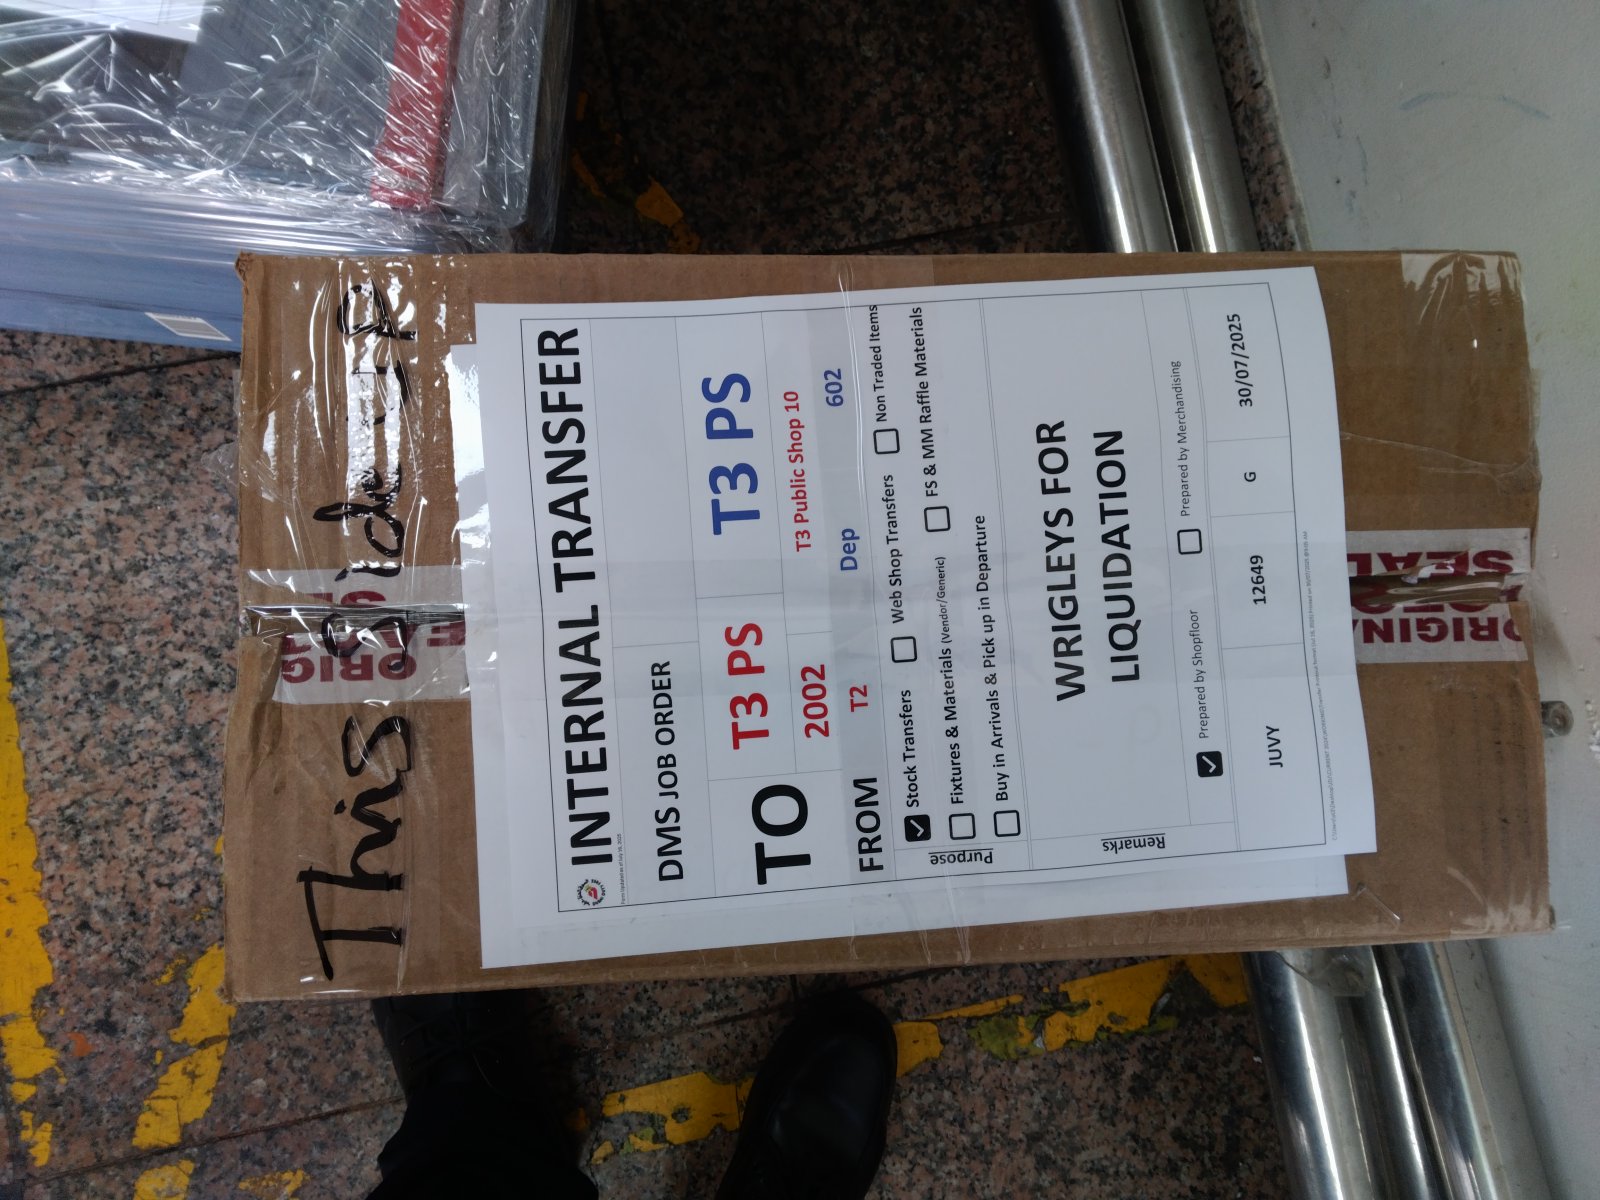 This Side UP
INTERNAL TRANSFER
DMS JOB ORDER
TO T3 PS T3 PS
2002 T3 Public Shop 10
FROM T2 Dep 602
Purpose
Stock Transfers Web Shop Transfers Non Traded Items
Fixtures & Materials (Vendor/Generic) FS & MM Raffle Materials
Buy in Arrivals & Pick up in Departure
Remarks
WRIGLEYS FOR
LIQUIDATION
Prepared by Shopfloor Prepared by Merchandising
JUVY 12649 G 30/07/2025
ORIG
SEAL